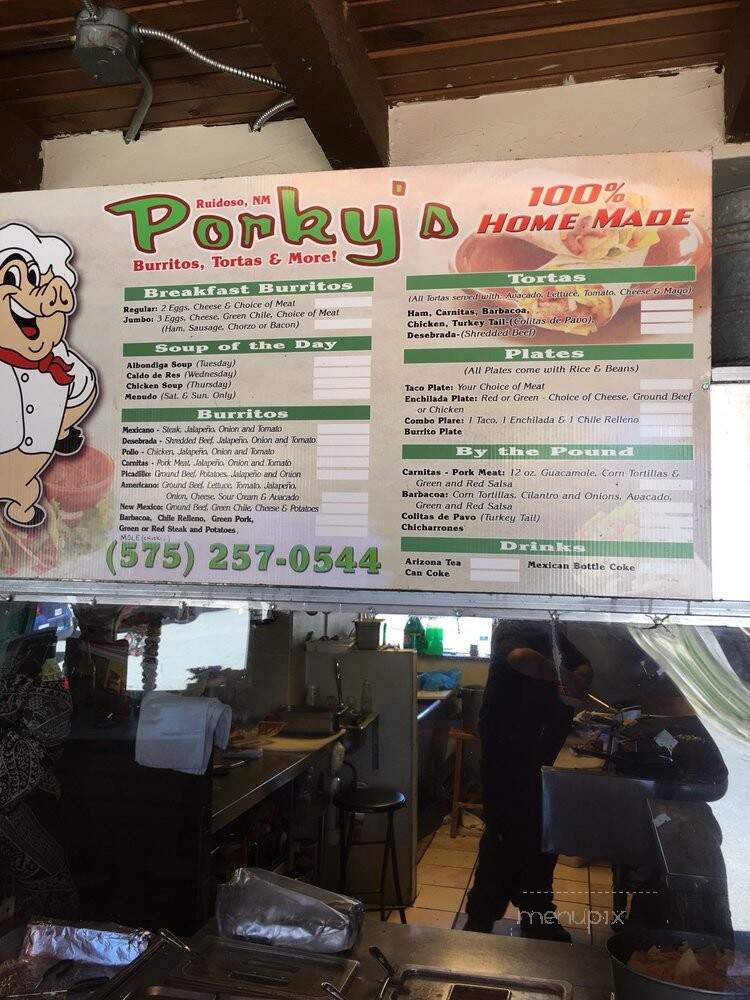 Ruidoso, NM
Porky's
Burritos, Tortas & More!
100%
HOME MADE
Breakfast Burritos
Regular: 2 Eggs, Cheese & Choice of Meat
Jumbo: 3 Eggs, Cheese, Green Chile, Choice of Meat
(Ham, Sausage, Chorzo or Bacon)
Soup of the Day
Albondiga Soup (Tuesday)
Caldo de Res (Wednesday)
Chicken Soup (Thursday)
Menudo (Sat. & Sun. Only)
Burritos
Mexicano - Steak, Jalapeño, Onion and Tomato
Desebrada - Shredded Beef, Jalapeño, Onion and Tomato
Pollo - Chicken, Jalapeño, Onion and Tomato
Carnitas - Pork Meat, Jalapeño, Onion and Tomato
Picadillo: Ground Beef, Potatoes, Jalapeño and Onion
Americano: Ground Beef, Lettuce, Tomato, Jalapeño,
Onion, Cheese, Sour Cream & Avacado
New Mexico: Ground Beef, Green Chile, Cheese & Potatoes
Barbacoa, Chile Relleno, Green Pork,
Green or Red Steak and Potatoes
(575) 257-0544
Tortas
(All Tortas served with: Avacado, Lettuce, Tomato, Cheese & Mayo)
Ham, Carnitas, Barbacoa,
Chicken, Turkey Tail-(Colitas de Pavo),
Desebrada-(Shredded Beef)
Plates
(All Plates come with Rice & Beans)
Taco Plate: Your Choice of Meat
Enchilada Plate: Red or Green - Choice of Cheese, Ground Beef
or Chicken
Combo Plare: 1 Taco, 1 Enchilada & 1 Chile Relleno
Burrito Plate
By the Pound
Carnitas - Pork Meat: 12 oz. Guacamole, Corn Tortillas &
Green and Red Salsa
Barbacoa: Corn Tortillas, Cilantro and Onions, Avacado,
Green and Red Salsa
Colitas de Pavo (Turkey Tail)
Chicharrones
Drinks
Arizona Tea
Can Coke
Mexican Bottle Coke
menupix